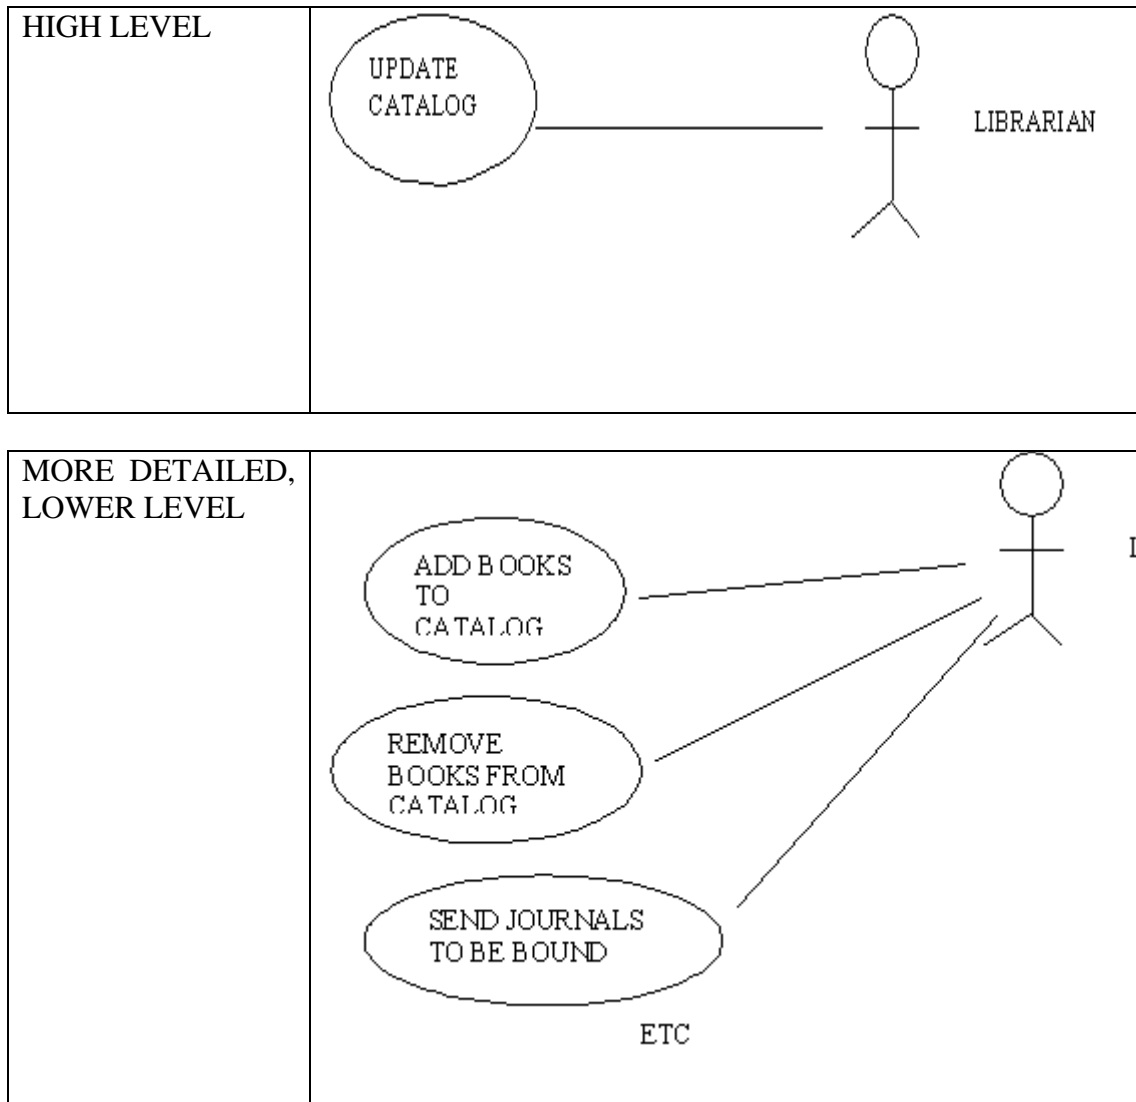 HIGH LEVEL
UPDATE
CATALOG
LIBRARIAN
MORE DETAILED,
LOWER LEVEL
ADD BOOKS
TO
CATALOG
REMOVE
BOOKS FROM
CATALOG
SEND JOURNALS
TO BE BOUND
ETC